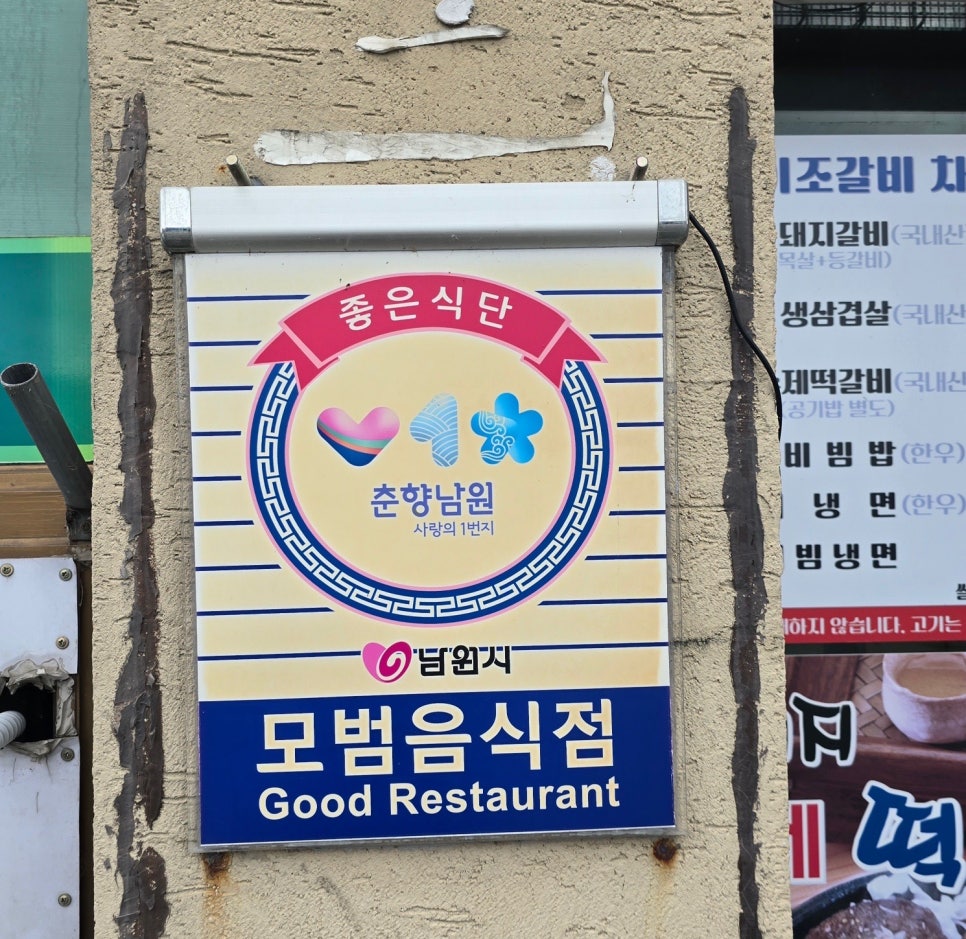 좋은식단
춘향남원
사랑의 1번지
남원시
모범음식점
Good Restaurant
조갈비
돼지갈비(국내산
목살+등갈비)
생삼겹살(국내산
제떡갈비(국내산
(공기밥 별도)
비빔밥(한우)
냉면(한우)
빔냉면
하지 않습니다. 고기는
떡